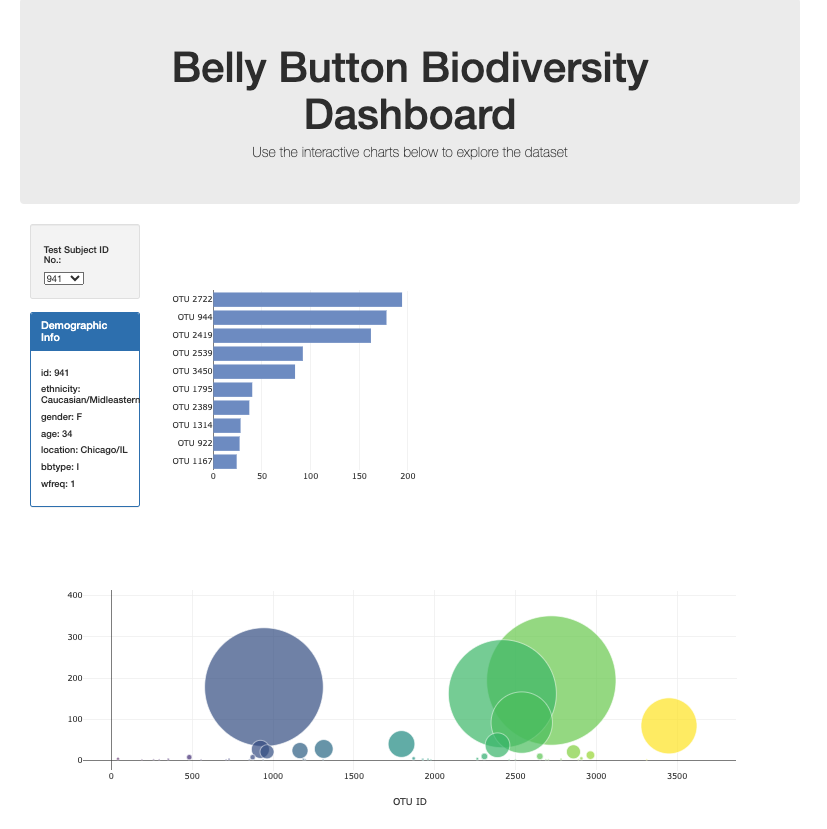 Belly Button Biodiversity
Dashboard
Use the interactive charts below to explore the dataset
Test Subject ID
No.:
941
Demographic
Info
id: 941
ethnicity:
Caucasian/Midleastern
gender: F
age: 34
location: Chicago/IL
bbtype: I
wfreq: 1
OTU 2722
OTU 944
OTU 2419
OTU 2539
OTU 3450
OTU 1795
OTU 2389
OTU 1314
OTU 922
OTU 1167
0 50 100 150 200
400
300
200
100
0
0 500 1000 1500 2000 2500 3000 3500
OTU ID